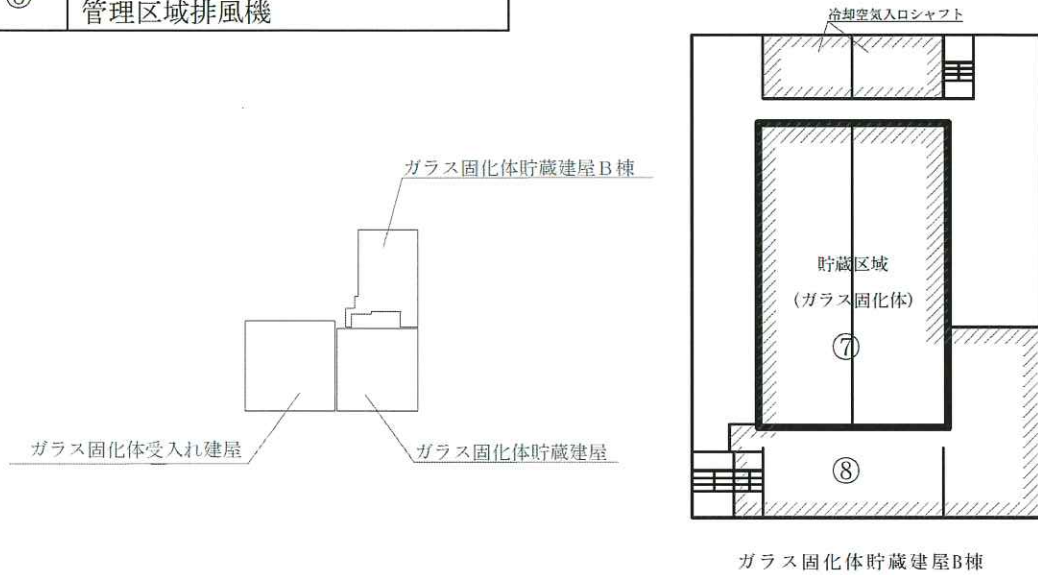 管理区域排風機
冷却空気入口シャフト
ガラス固化体貯蔵建屋Ｂ棟
貯蔵区域
(ガラス固化体)
⑦
ガラス固化体受入れ建屋
ガラス固化体貯蔵建屋
⑧
ガラス固化体貯蔵建屋B棟